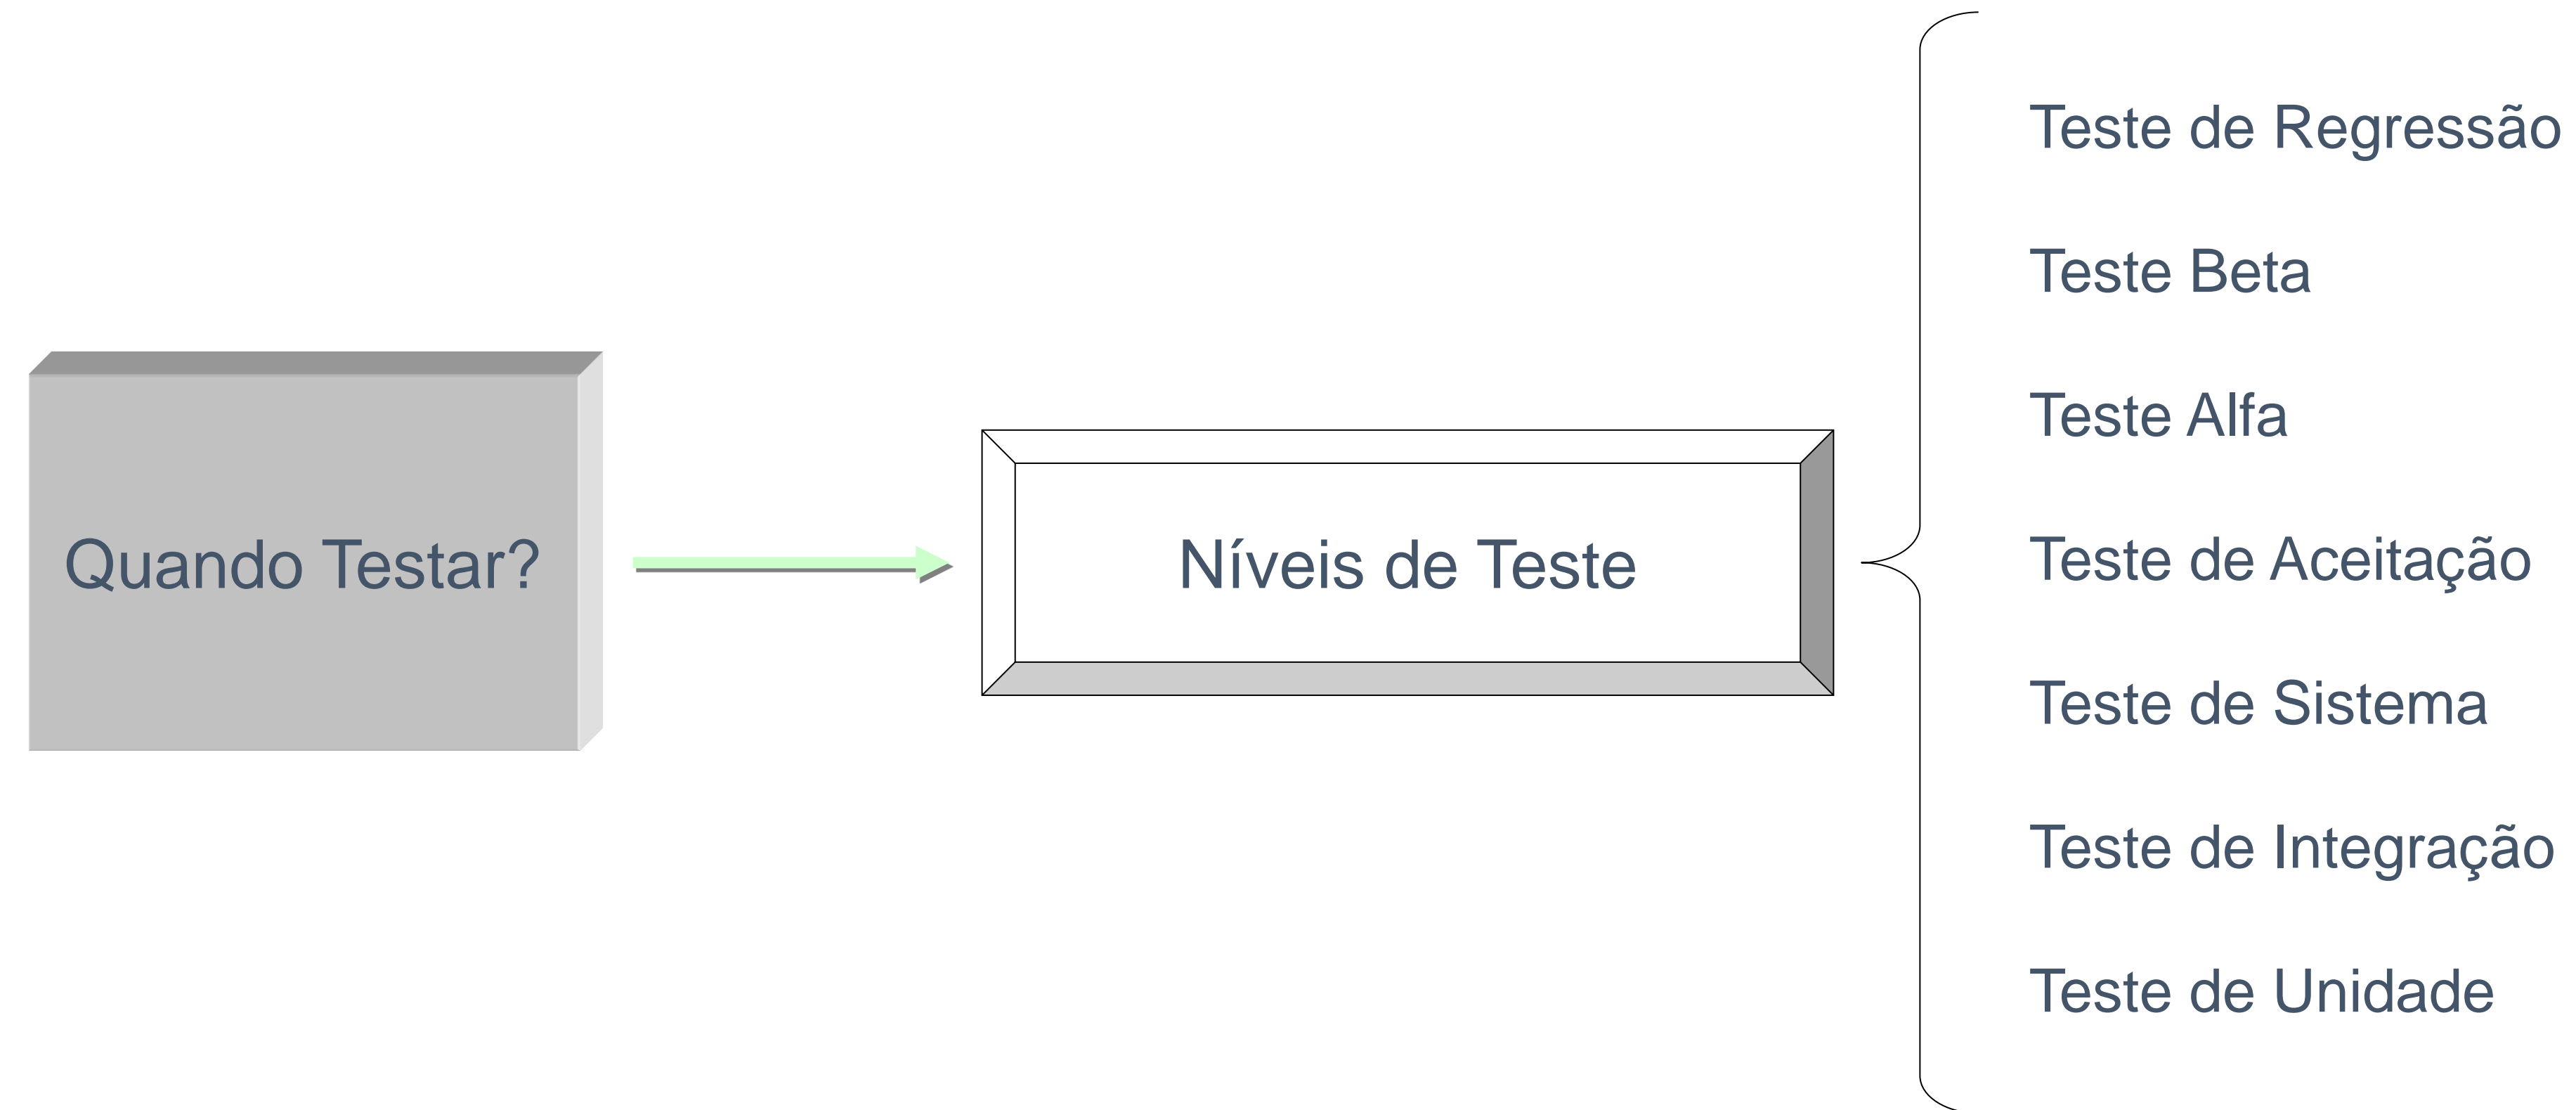 Quando Testar?
Níveis de Teste
Teste de Regressão
Teste Beta
Teste Alfa
Teste de Aceitação
Teste de Sistema
Teste de Integração
Teste de Unidade